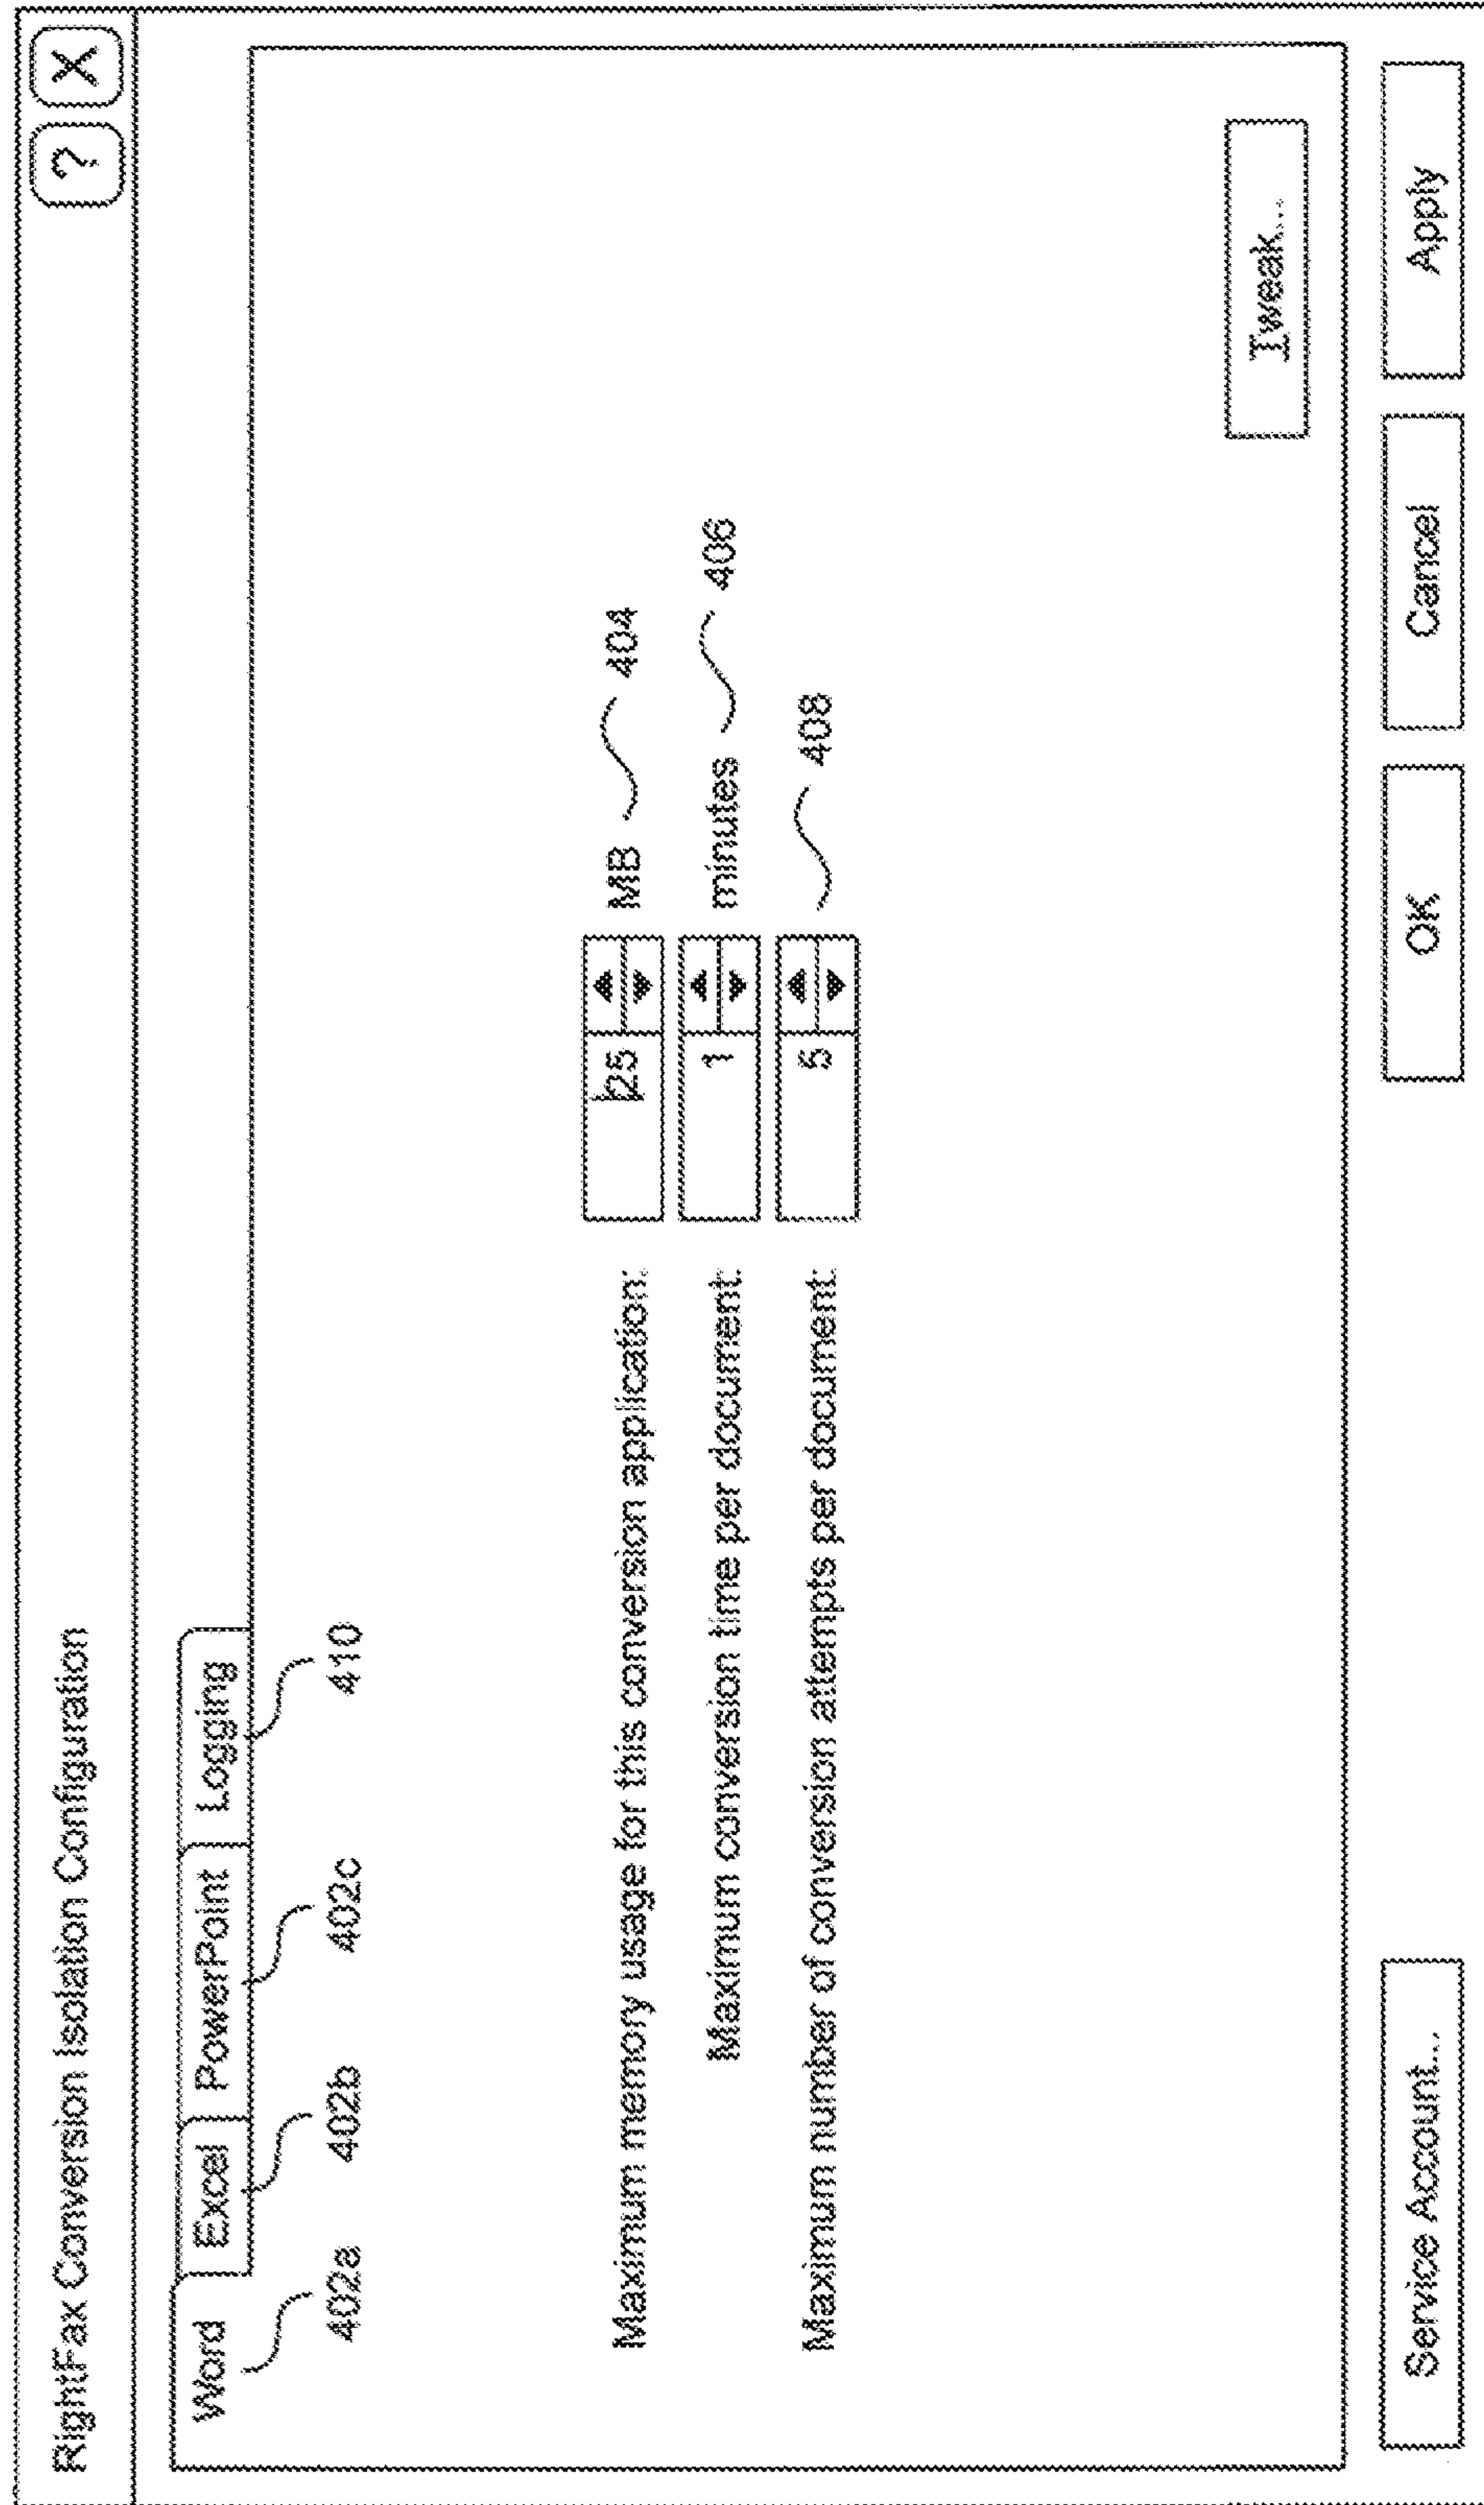 RightFax Conversion Isolation Configuration ? X
Word Excel PowerPoint Logging
402a 402b 402c 410
Maximum memory usage for this conversion application: 25 MB 404
Maximum conversion time per document: 1 minutes 406
Maximum number of conversion attempts per document: 5 408
Tweak...
Service Account... OK Cancel Apply